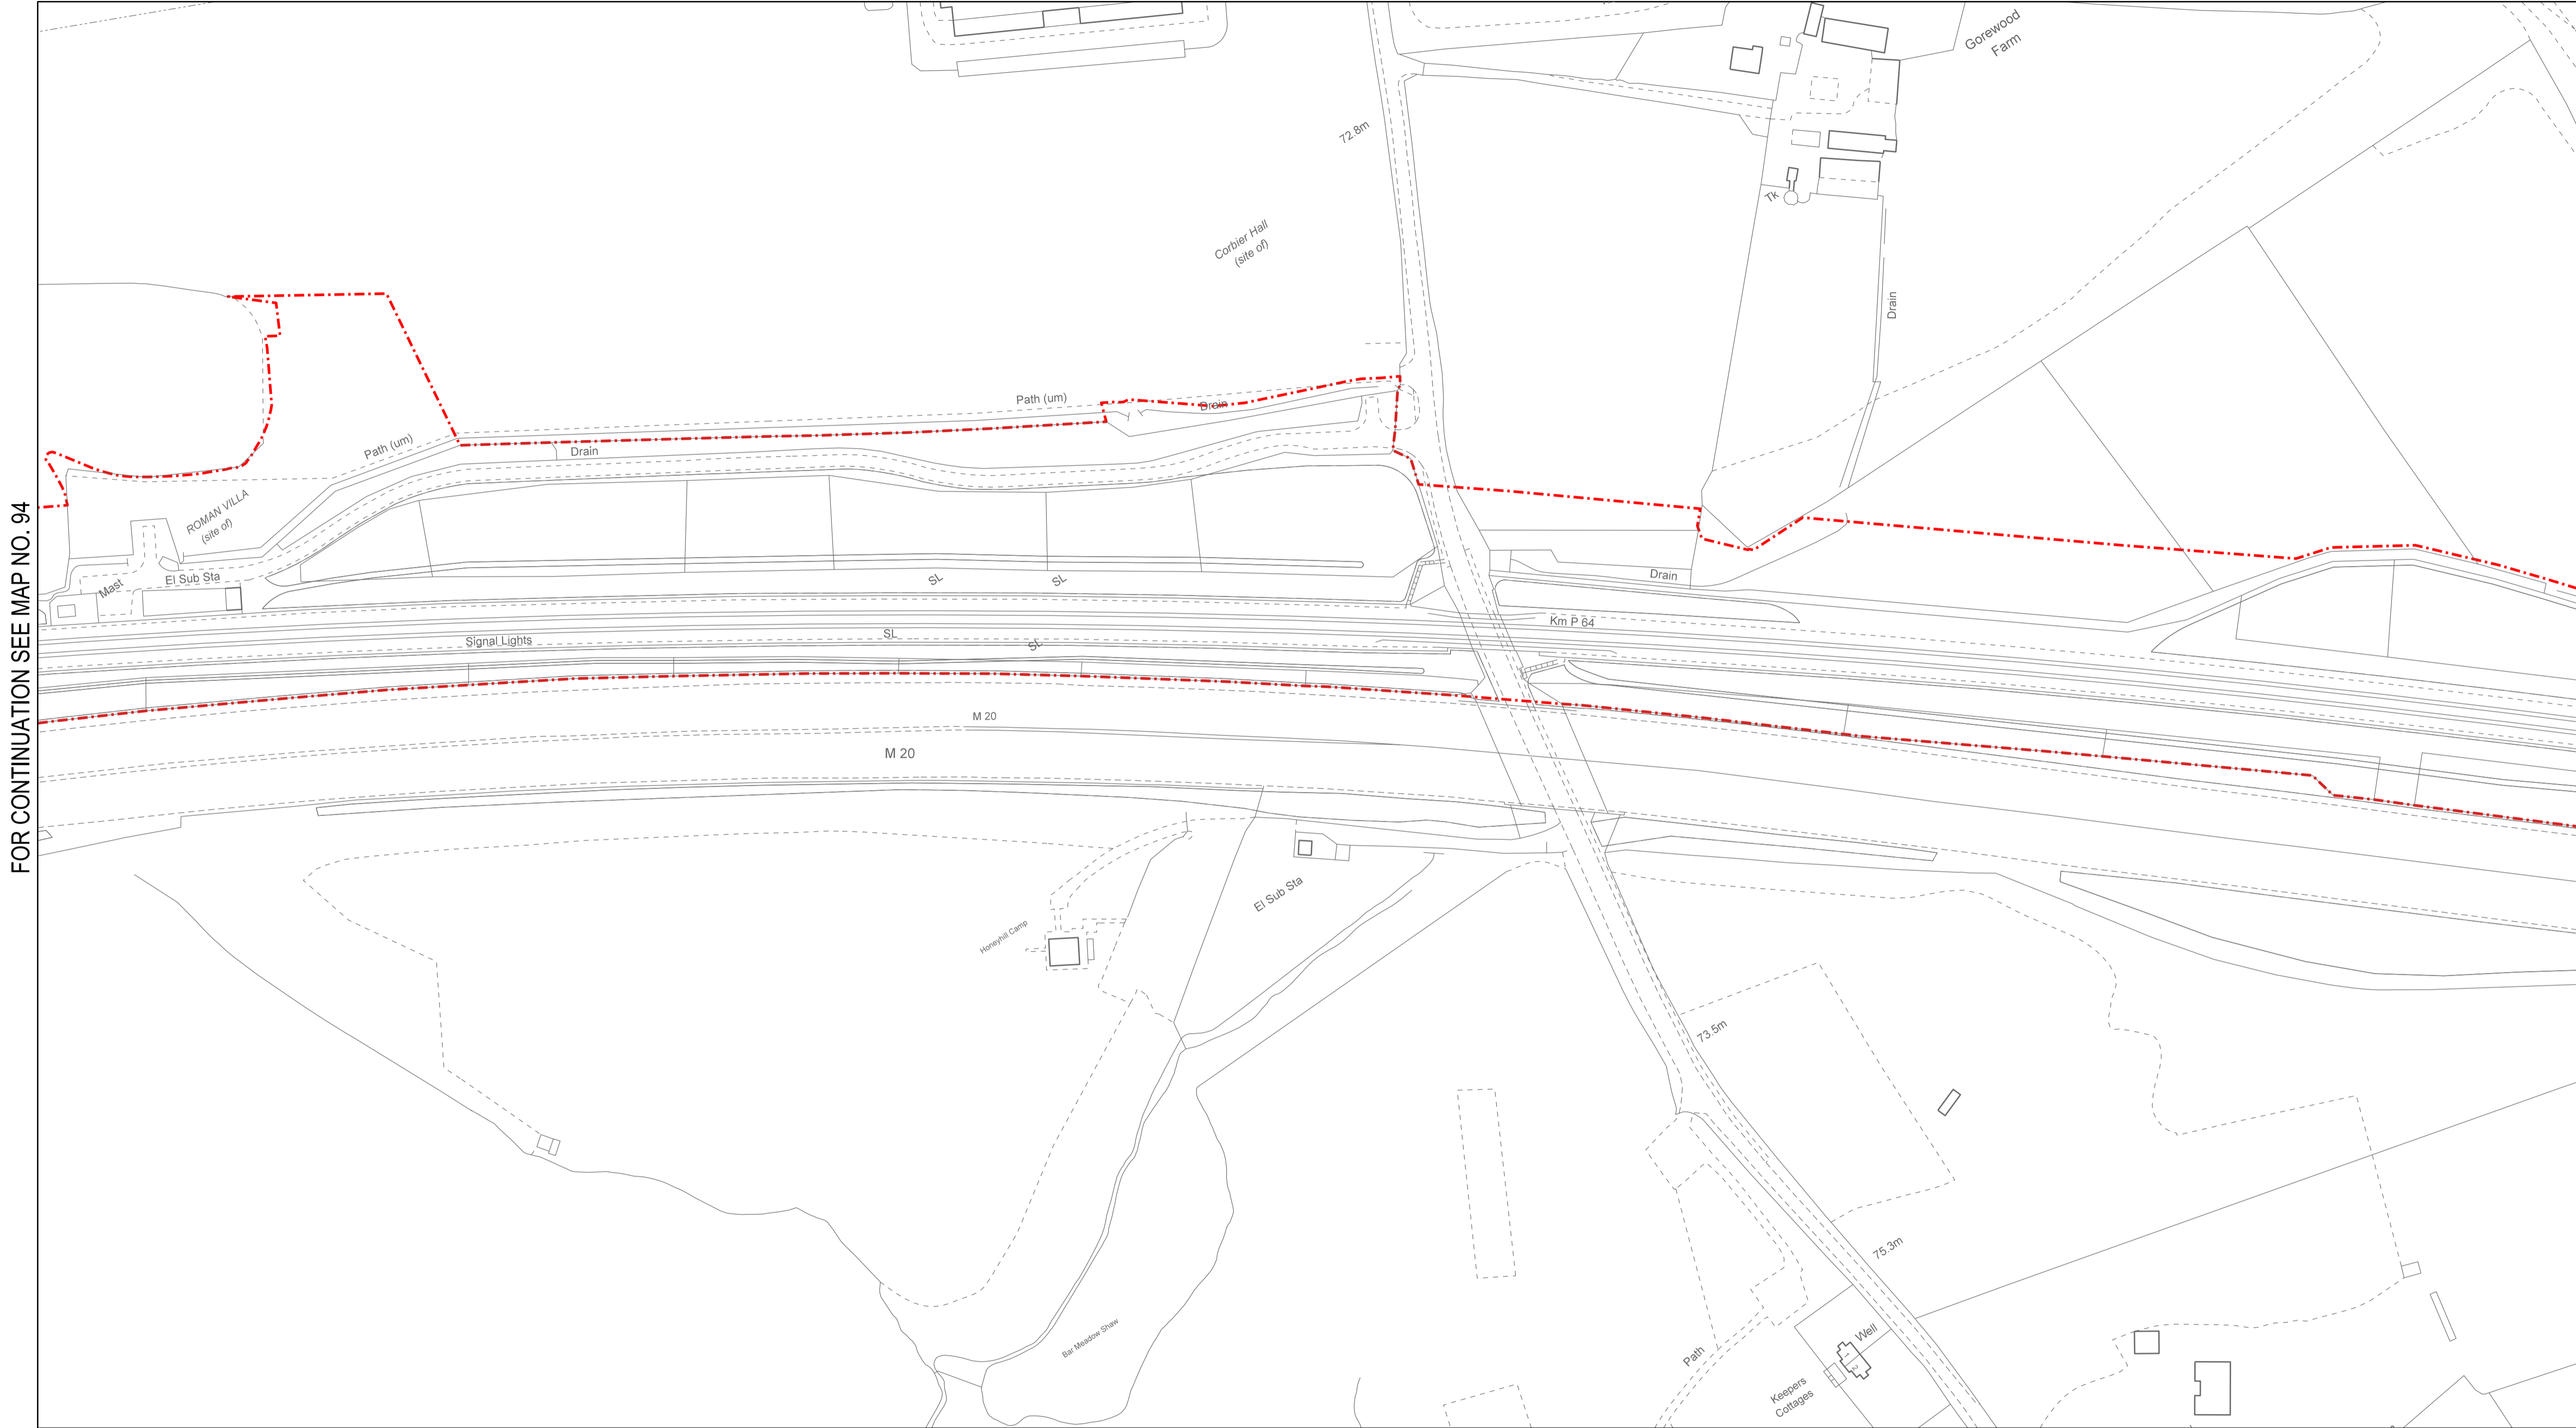 Gorewood
Farm
72.8m
Tk
Corbier Hall
(site of)
Drain
Path (um)
Drain
Path (um)
Drain
FOR CONTINUATION SEE MAP NO. 94
ROMAN VILLA
(site of)
Mast
El Sub Sta
SL
SL
Drain
Km P 64
Signal Lights
SL
SL
M 20
M 20
El Sub Sta
Honeyhill Camp
73.5m
75.3m
Bar Meadow Shaw
Path
Well
1
2
Keepers
Cottages